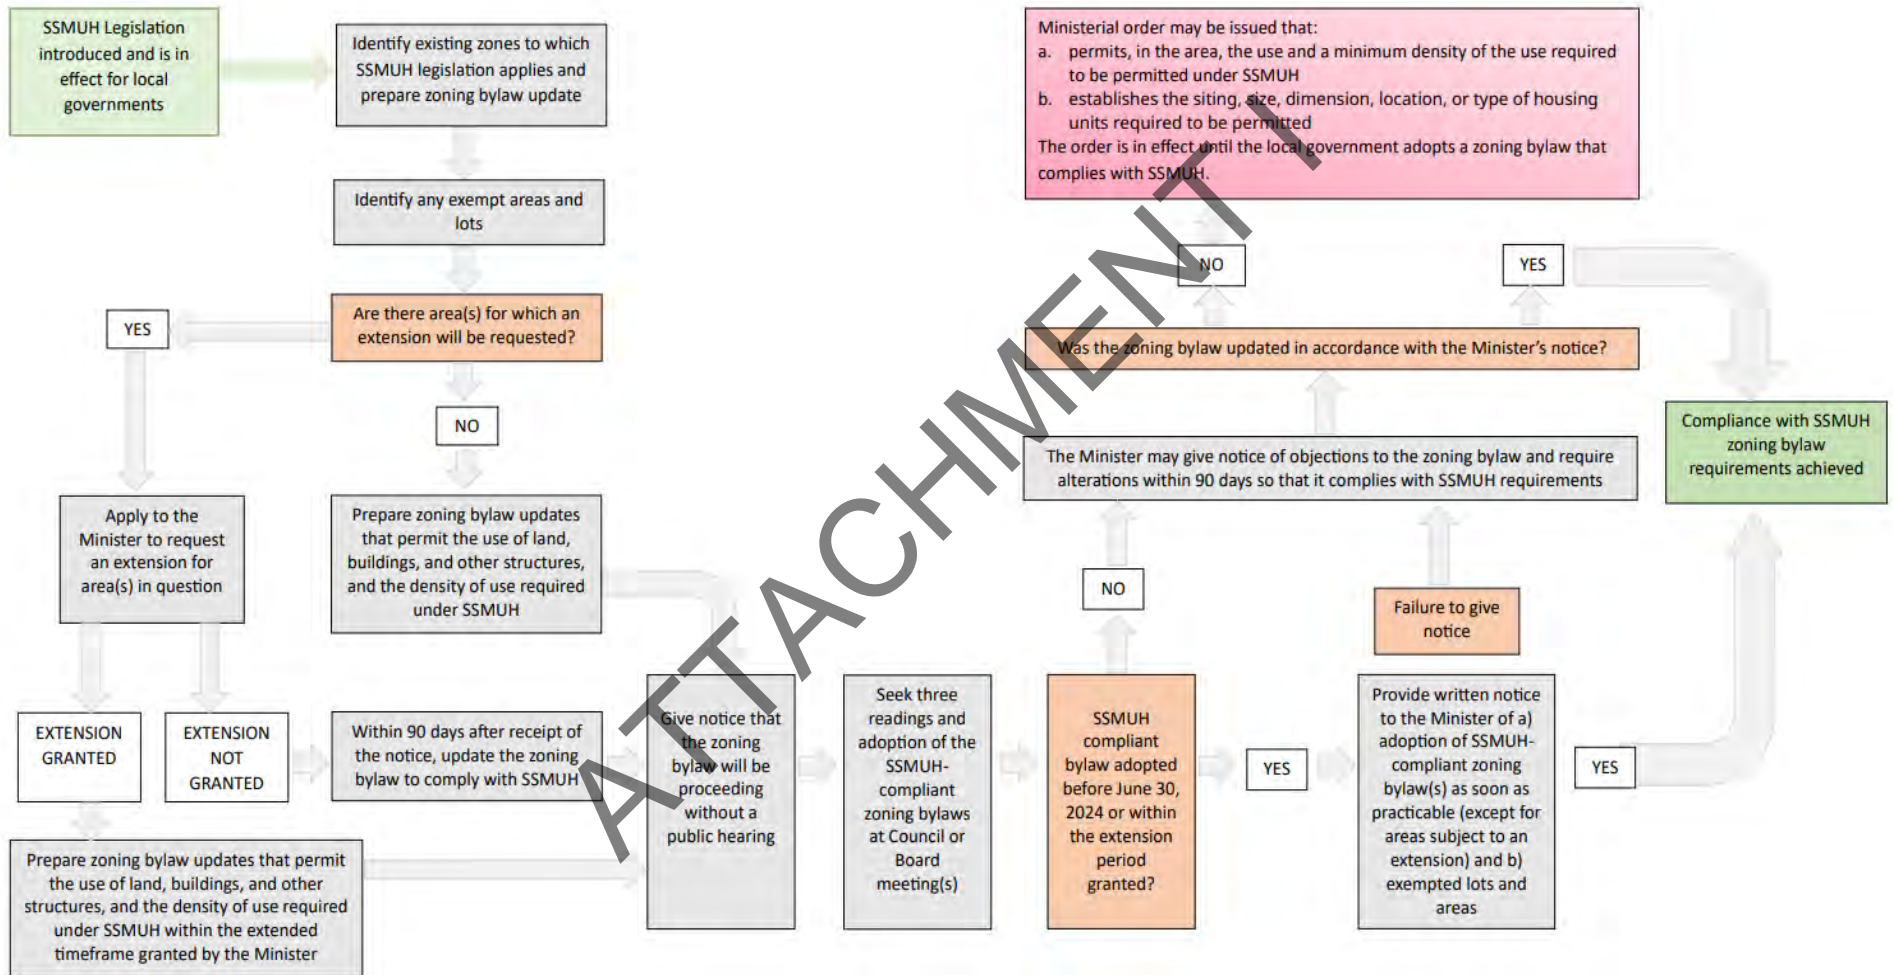 SSMUH Legislation
introduced and is in
effect for local
governments
Identify existing zones to which
SSMUH legislation applies and
prepare zoning bylaw update
Identify any exempt areas and
lots
Are there area(s) for which an
extension will be requested?
YES
NO
Apply to the
Minister to request
an extension for
area(s) in question
Prepare zoning bylaw updates
that permit the use of land,
buildings, and other structures,
and the density of use required
under SSMUH
EXTENSION
GRANTED
EXTENSION
NOT
GRANTED
Within 90 days after receipt of
the notice, update the zoning
bylaw to comply with SSMUH
Prepare zoning bylaw updates that permit
the use of land, buildings, and other
structures, and the density of use required
under SSMUH within the extended
timeframe granted by the Minister
Give notice that
the zoning
bylaw will be
proceeding
without a
public hearing
Seek three
readings and
adoption of the
SSMUH-
compliant
zoning bylaws
at Council or
Board
meeting(s)
SSMUH
compliant
bylaw adopted
before June 30,
2024 or within
the extension
period
granted?
YES
Provide written notice
to the Minister of a)
adoption of SSMUH-
compliant zoning
bylaw(s) as soon as
practicable (except for
areas subject to an
extension) and b)
exempted lots and
areas
YES
NO
Failure to give
notice
The Minister may give notice of objections to the zoning bylaw and require
alterations within 90 days so that it complies with SSMUH requirements
Was the zoning bylaw updated in accordance with the Minister’s notice?
NO
YES
Ministerial order may be issued that:
a. permits, in the area, the use and a minimum density of the use required
to be permitted under SSMUH
b. establishes the siting, size, dimension, location, or type of housing
units required to be permitted
The order is in effect until the local government adopts a zoning bylaw that
complies with SSMUH.
Compliance with SSMUH
zoning bylaw
requirements achieved
ATTACHMENT I